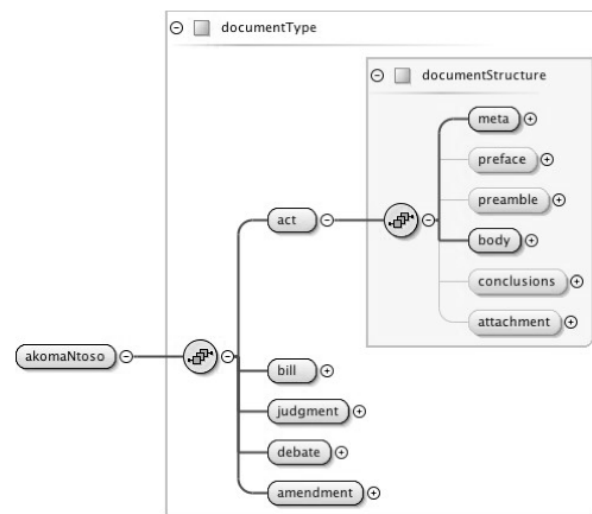 documentType
documentStructure
meta
preface
preamble
act
body
conclusions
attachment
akomaNtoso
bill
judgment
debate
amendment